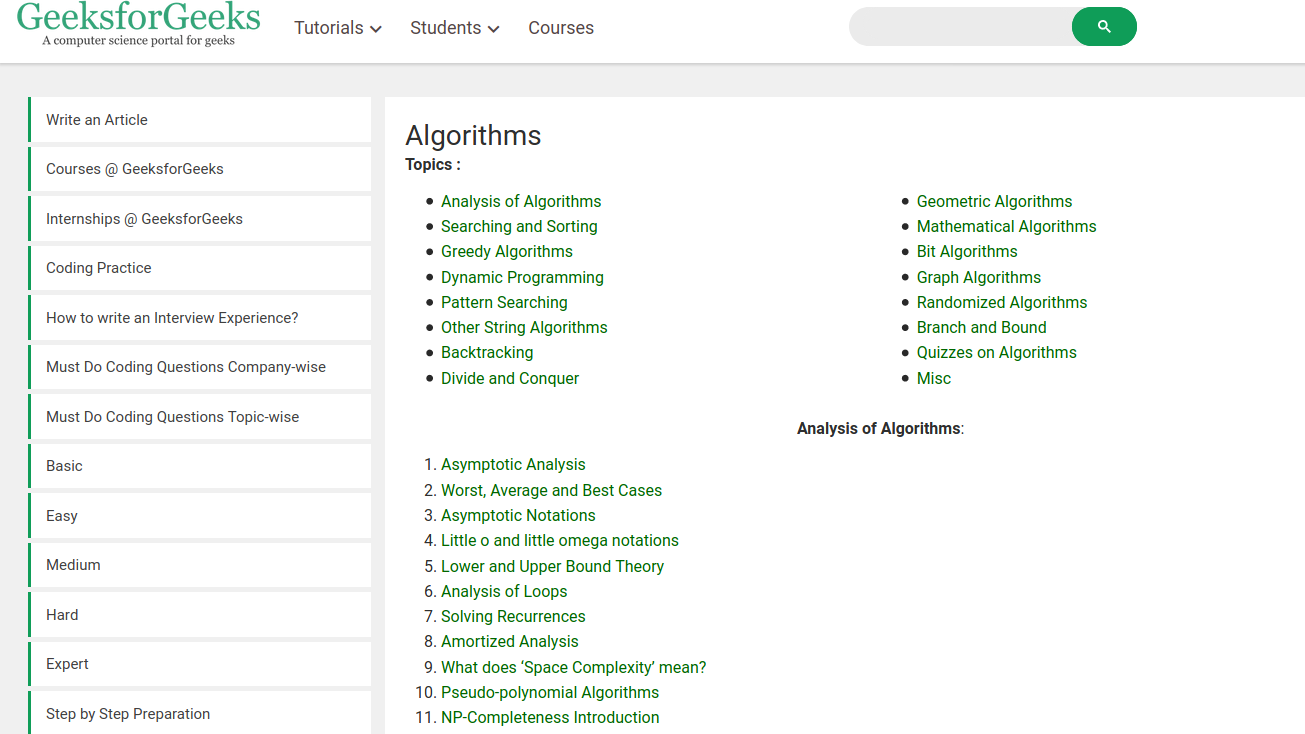 GeeksforGeeks
A computer science portal for geeks
Tutorials
Students
Courses
Write an Article
Courses @ GeeksforGeeks
Internships @ GeeksforGeeks
Coding Practice
How to write an Interview Experience?
Must Do Coding Questions Company-wise
Must Do Coding Questions Topic-wise
Basic
Easy
Medium
Hard
Expert
Step by Step Preparation
Algorithms
Topics :
Analysis of Algorithms
Searching and Sorting
Greedy Algorithms
Dynamic Programming
Pattern Searching
Other String Algorithms
Backtracking
Divide and Conquer
Geometric Algorithms
Mathematical Algorithms
Bit Algorithms
Graph Algorithms
Randomized Algorithms
Branch and Bound
Quizzes on Algorithms
Misc
Analysis of Algorithms:
1. Asymptotic Analysis
2. Worst, Average and Best Cases
3. Asymptotic Notations
4. Little o and little omega notations
5. Lower and Upper Bound Theory
6. Analysis of Loops
7. Solving Recurrences
8. Amortized Analysis
9. What does ‘Space Complexity’ mean?
10. Pseudo-polynomial Algorithms
11. NP-Completeness Introduction